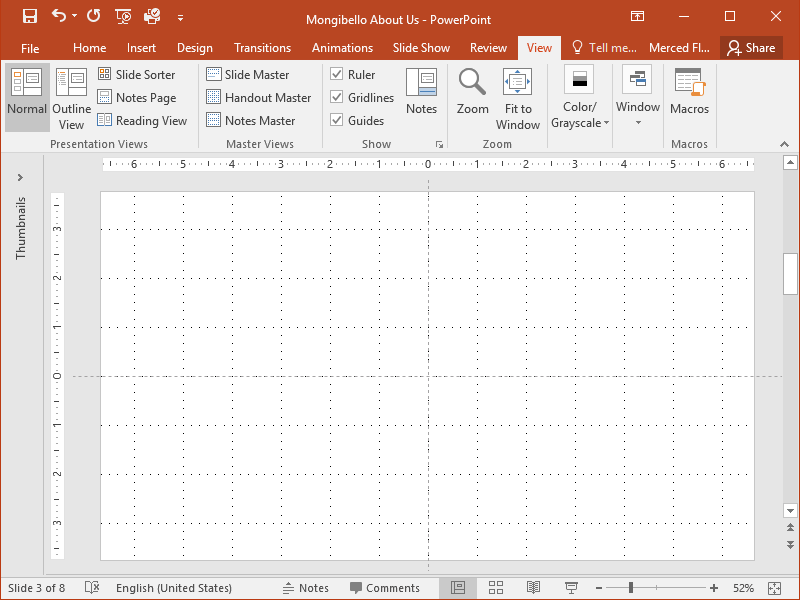 Mongibello About Us - PowerPoint
File Home Insert Design Transitions Animations Slide Show Review View Tell me... Merced Fl... Share
Normal
Outline View
Slide Sorter
Notes Page
Reading View
Presentation Views
Slide Master
Handout Master
Notes Master
Master Views
Ruler
Gridlines
Guides
Notes
Show
Zoom
Fit to Window
Zoom
Color/
Grayscale
Window
Macros
Macros
6 5 4 3 2 1 0 1 2 3 4 5 6
Thumbnails
3
2
1
0
1
2
3
Slide 3 of 8 English (United States) Notes Comments 52%